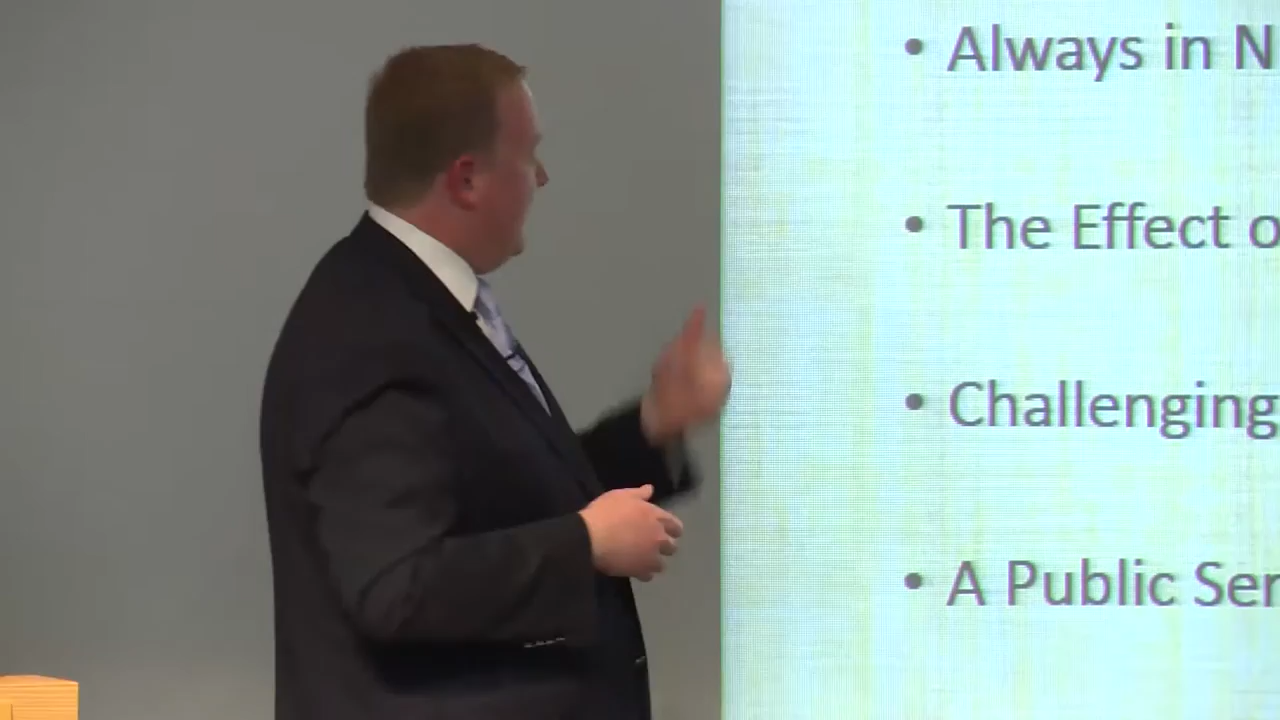 • Always in N
• The Effect o
• Challenging
• A Public Ser